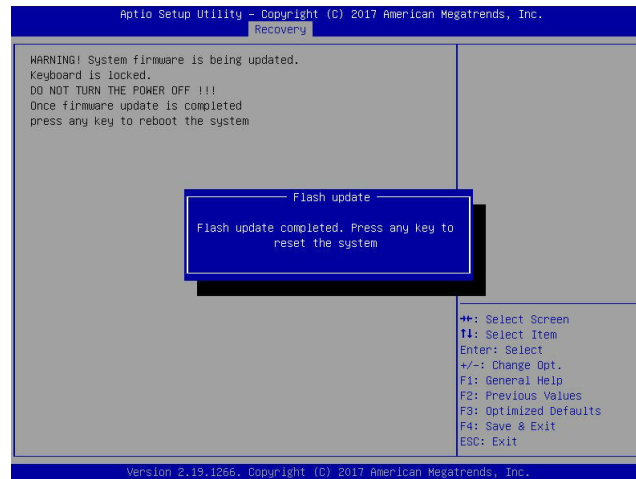 Aptio Setup Utility – Copyright (C) 2017 American Megatrends, Inc.
Recovery
WARNING! System firmware is being updated.
Keyboard is locked.
DO NOT TURN THE POWER OFF !!!
Once firmware update is completed
press any key to reboot the system
Flash update
Flash update completed. Press any key to
reset the system
→←: Select Screen
↑↓: Select Item
Enter: Select
+/-: Change Opt.
F1: General Help
F2: Previous Values
F3: Optimized Defaults
F4: Save & Exit
ESC: Exit
Version 2.19.1266. Copyright (C) 2017 American Megatrends, Inc.